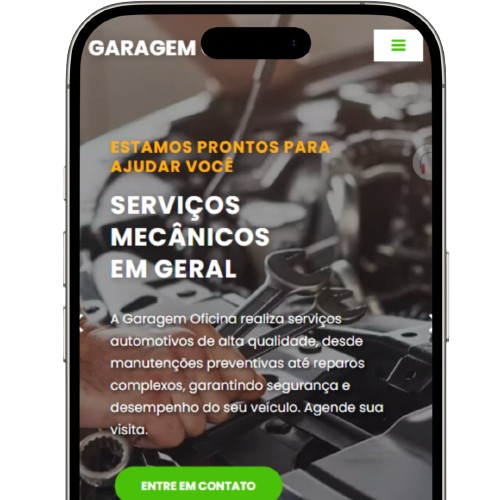 GARAGEM
ESTAMOS PRONTOS PARA
AJUDAR VOCÊ
SERVIÇOS
MECÂNICOS
EM GERAL
A Garagem Oficina realiza serviços
automotivos de alta qualidade, desde
manutenções preventivas até reparos
complexos, garantindo segurança e
desempenho do seu veículo. Agende sua
visita.
ENTRE EM CONTATO